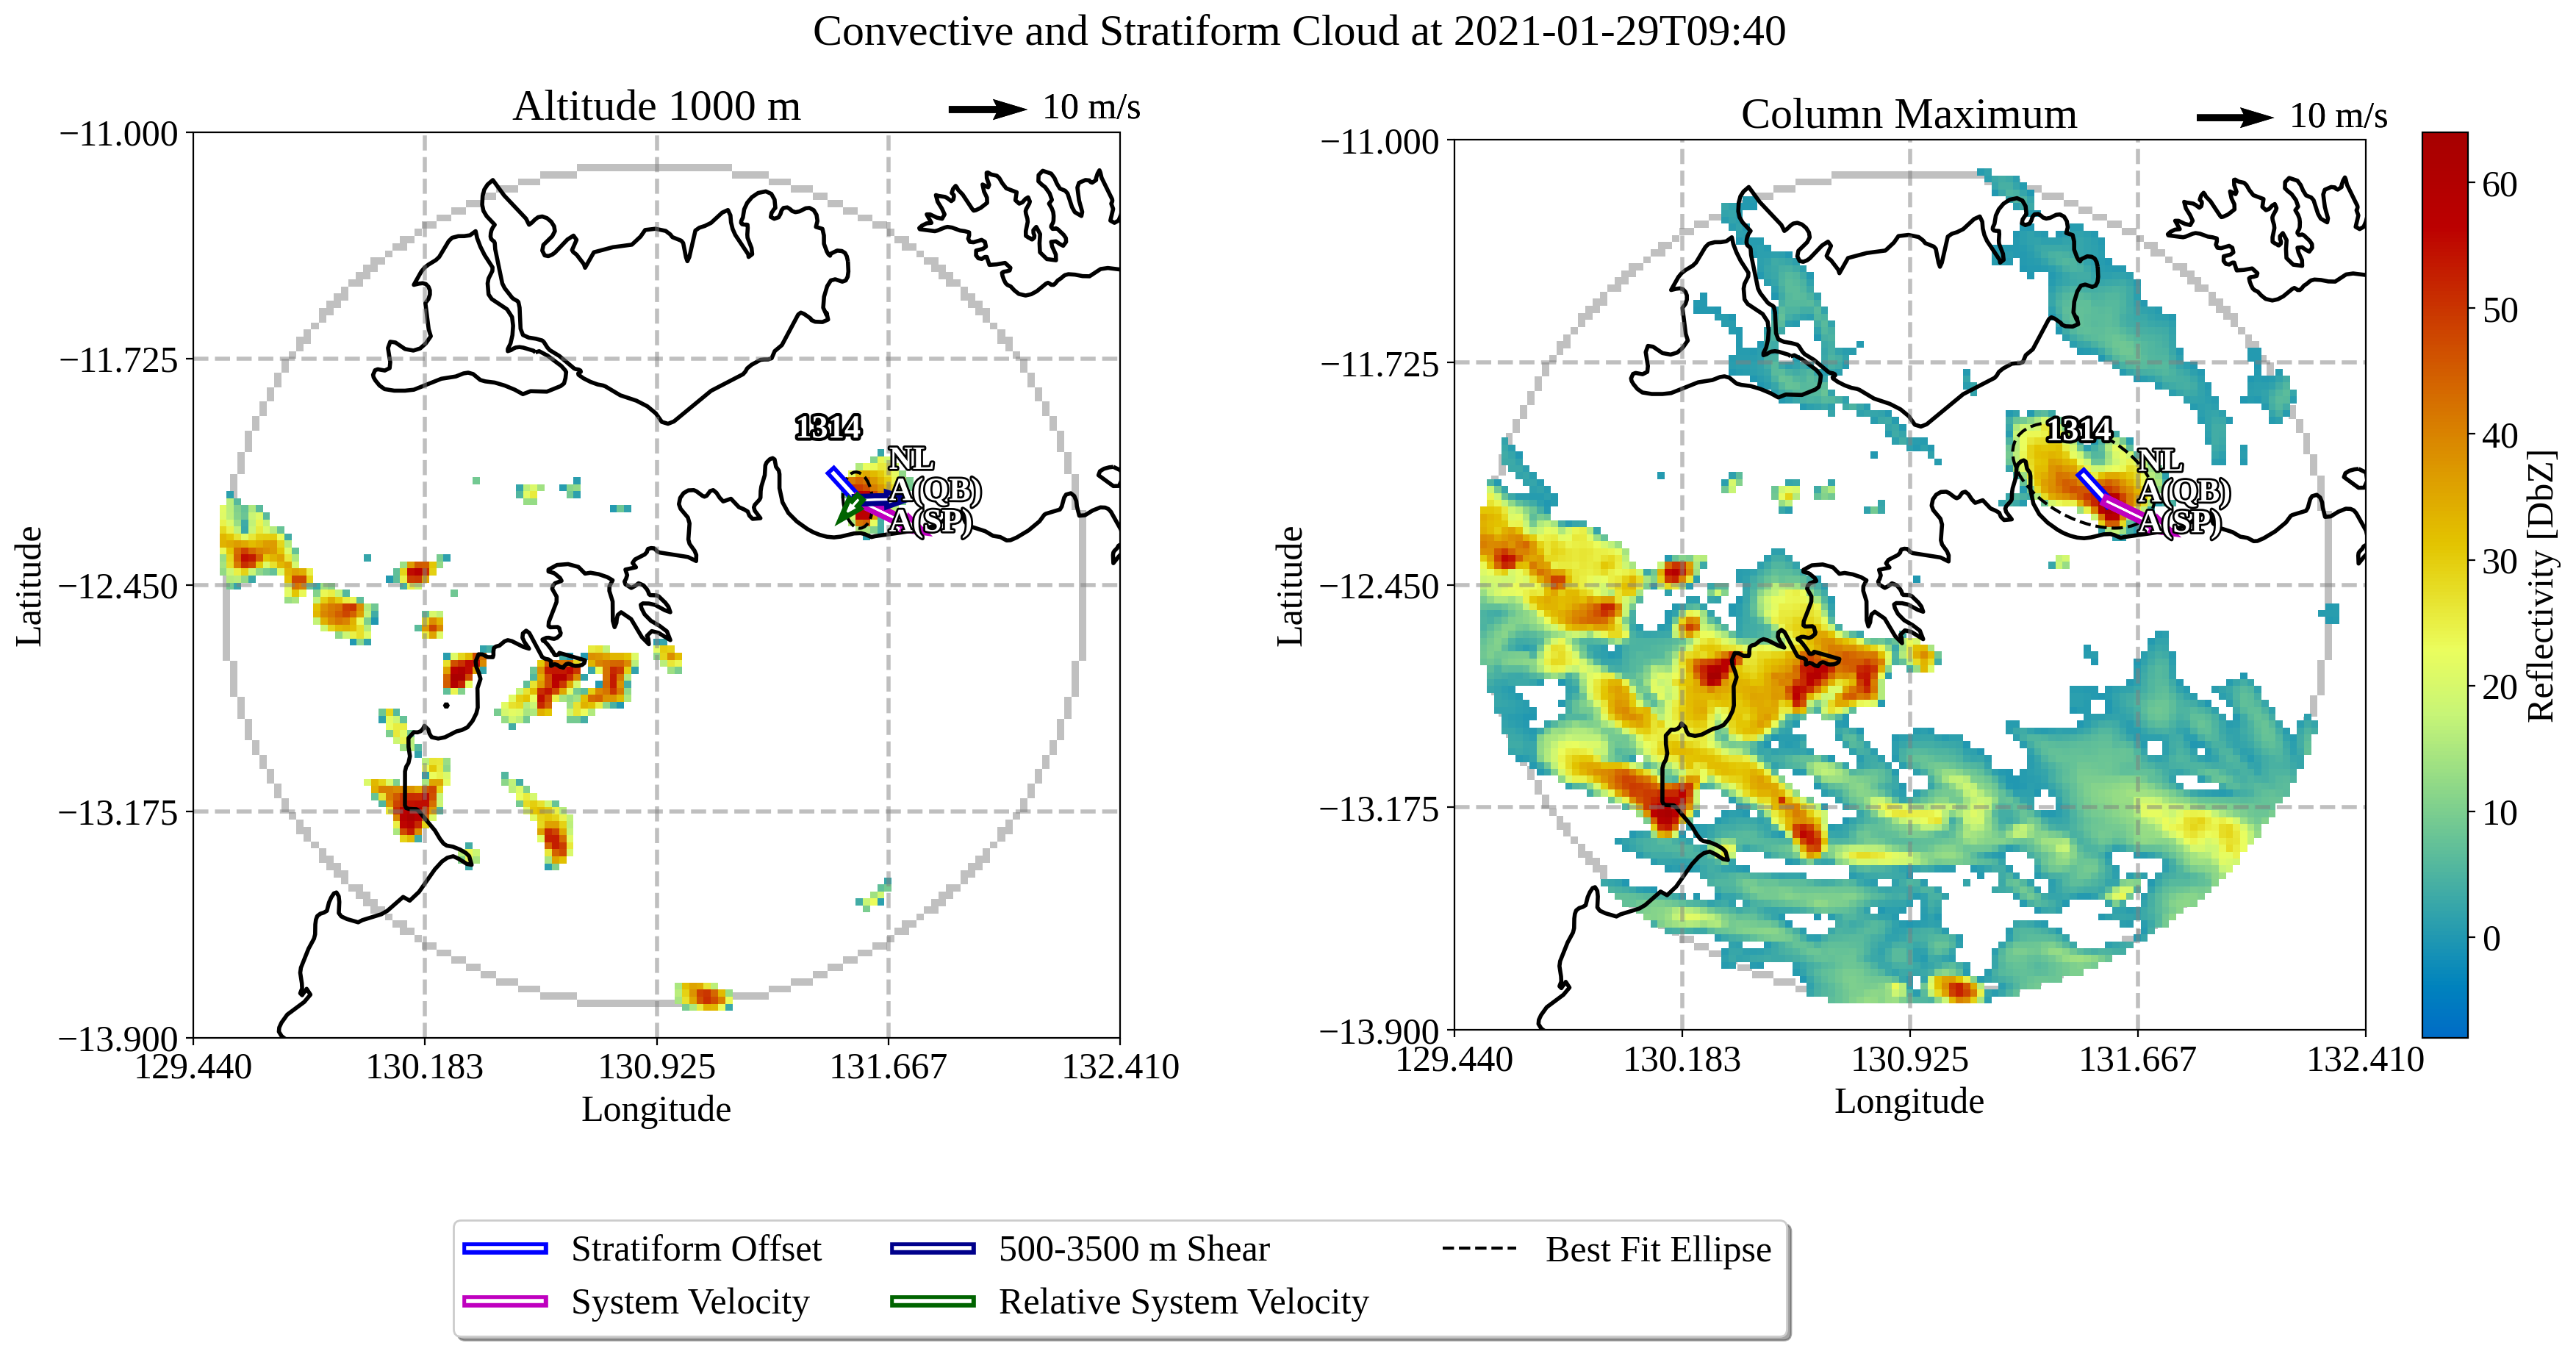 Convective and Stratiform Cloud at 2021-01-29T09:40
Altitude 1000 m
10 m/s
−11.000
−11.725
−12.450
−13.175
−13.900
129.440
130.183
130.925
131.667
132.410
Latitude
Longitude
1314
NL
A(QB)
A(SP)
Column Maximum
10 m/s
−11.000
−11.725
−12.450
−13.175
−13.900
129.440
130.183
130.925
131.667
132.410
Latitude
Longitude
1314
NL
A(QB)
A(SP)
60
50
40
30
20
10
0
Reflectivity [DbZ]
Stratiform Offset
500-3500 m Shear
Best Fit Ellipse
System Velocity
Relative System Velocity